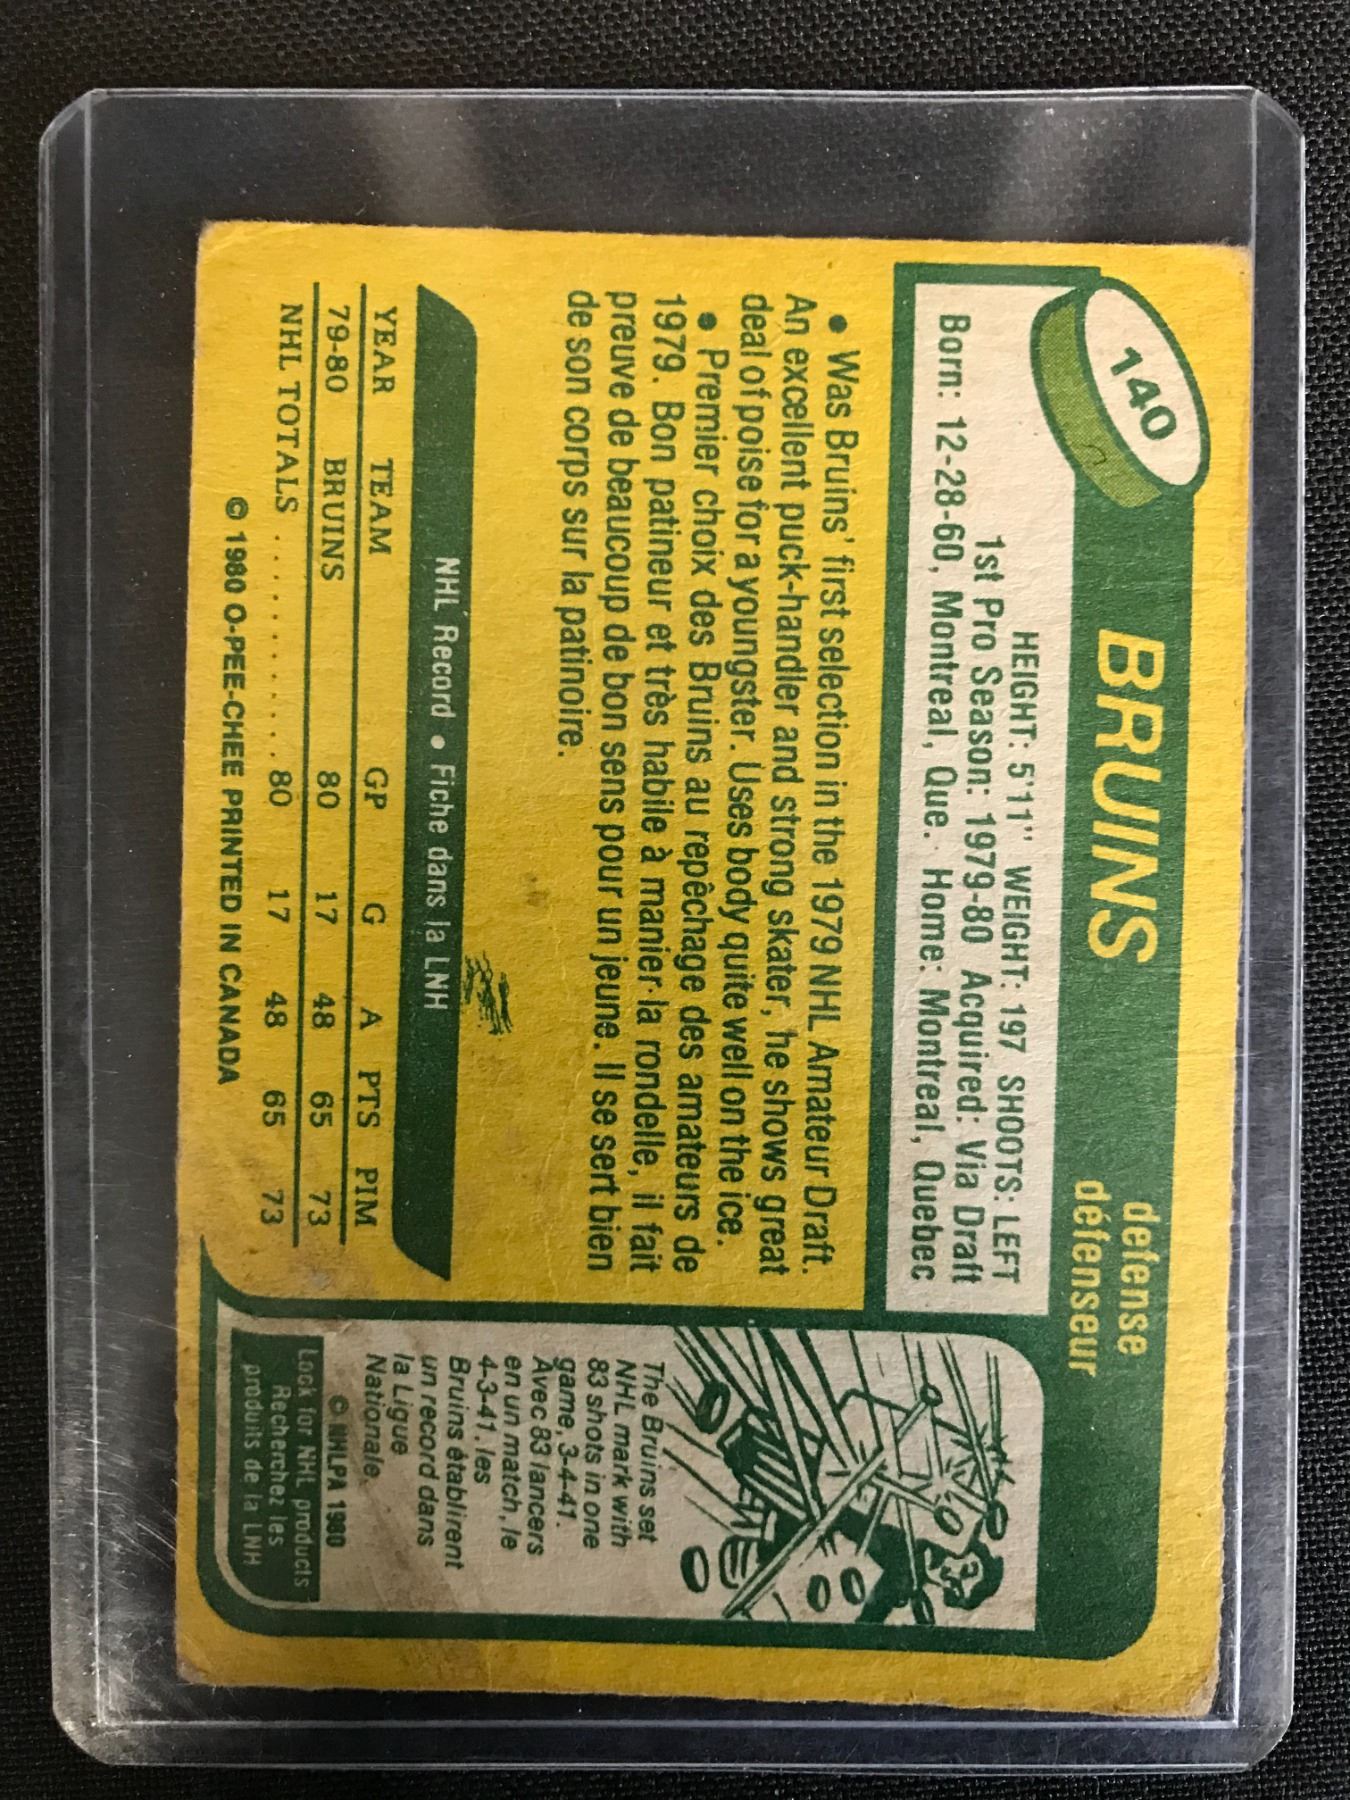 140
BRUINS
defense
défenseur
HEIGHT: 5'11" WEIGHT: 197 SHOOTS: LEFT
1st Pro Season: 1979-80 Acquired: Via Draft
Born: 12-28-60, Montreal, Que. Home: Montreal, Quebec
• Was Bruins' first selection in the 1979 NHL Amateur Draft.
An excellent puck-handler and strong skater, he shows great
deal of poise for a youngster. Uses body quite well on the ice.
• Premier choix des Bruins au repêchage des amateurs de
1979. Bon patineur et très habile à manier la rondelle, il fait
preuve de beaucoup de bon sens pour un jeune. Il se sert bien
de son corps sur la patinoire.
NHL Record • Fiche dans la LNH
YEAR TEAM GP G A PTS PIM
79-80 BRUINS 80 17 48 65 73
NHL TOTALS .............. 80 17 48 65 73
© 1980 O-PEE-CHEE PRINTED IN CANADA
The Bruins set
NHL mark with
83 shots in one
game, 3-4-41.
Avec 83 lancers
en un match, le
4-3-41, les
Bruins établirent
un record dans
la Ligue
Nationale.
© NHLPA 1980
Look for NHL products
Recherchez les
produits de la LNH